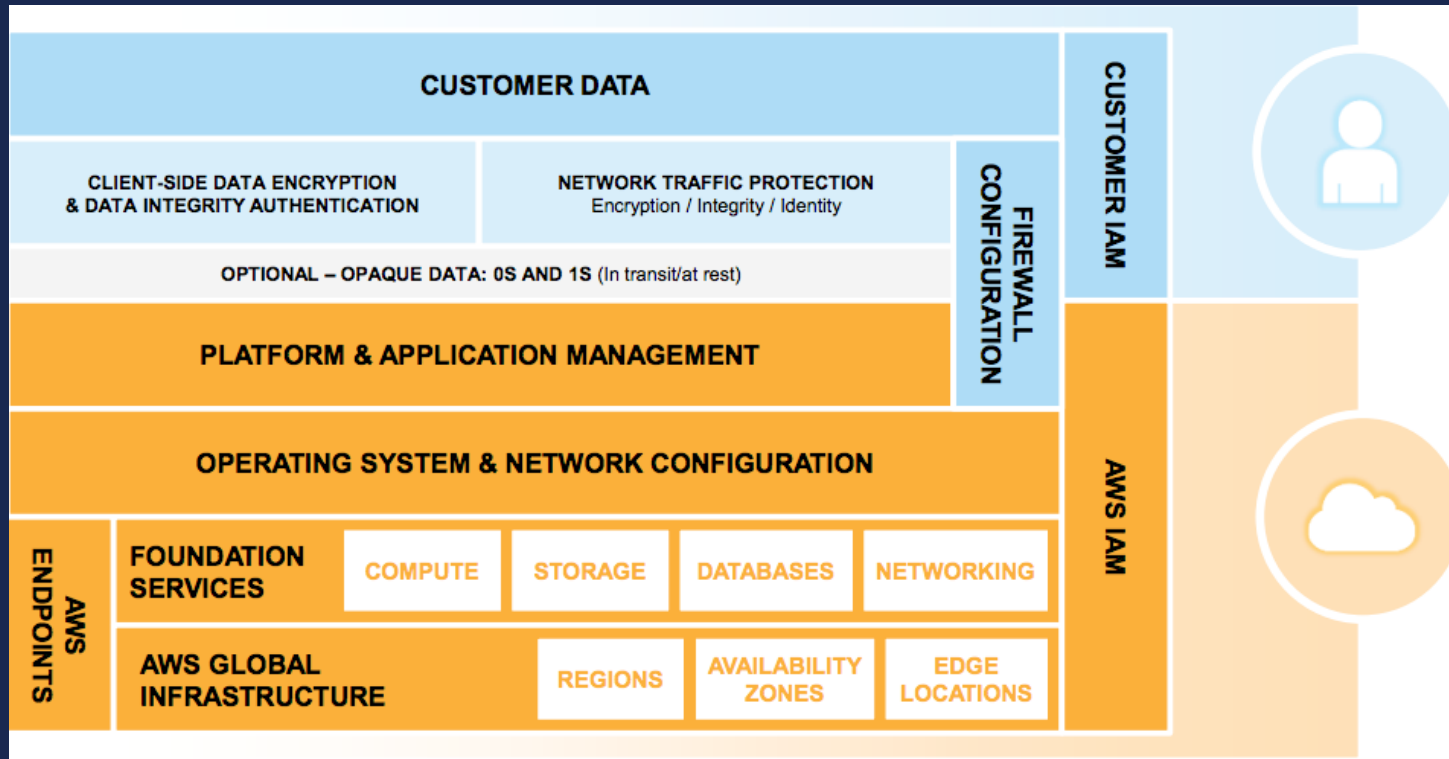 CUSTOMER DATA
CUSTOMER IAM
CLIENT-SIDE DATA ENCRYPTION
& DATA INTEGRITY AUTHENTICATION
NETWORK TRAFFIC PROTECTION
Encryption / Integrity / Identity
FIREWALL
CONFIGURATION
OPTIONAL – OPAQUE DATA: 0S AND 1S (In transit/at rest)
PLATFORM & APPLICATION MANAGEMENT
OPERATING SYSTEM & NETWORK CONFIGURATION
AWS IAM
AWS
ENDPOINTS
FOUNDATION
SERVICES
COMPUTE
STORAGE
DATABASES
NETWORKING
AWS GLOBAL
INFRASTRUCTURE
REGIONS
AVAILABILITY
ZONES
EDGE
LOCATIONS